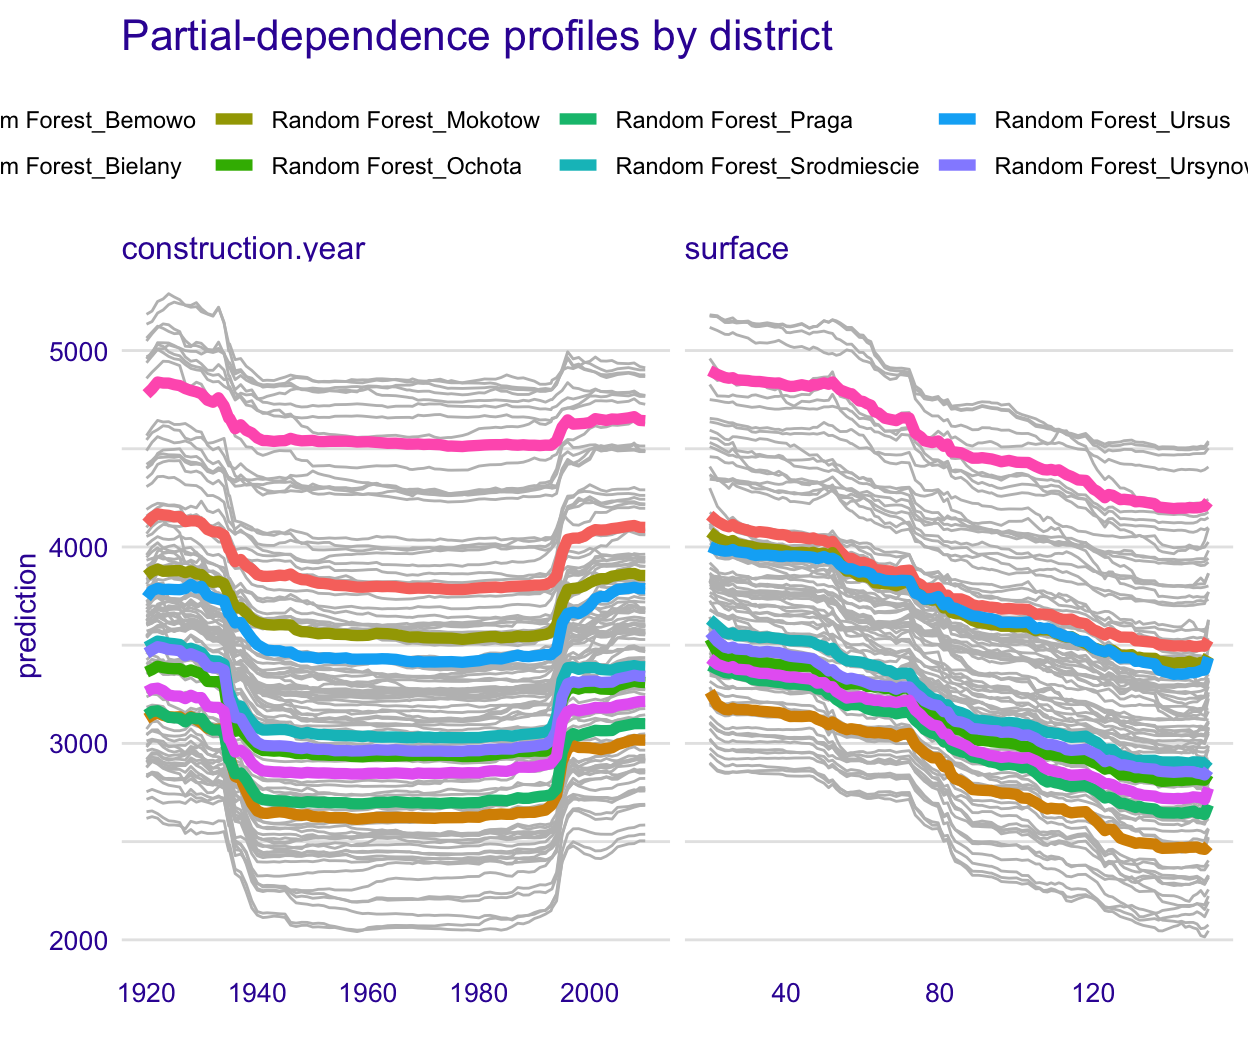 Partial-dependence profiles by district
m Forest_Bemowo Random Forest_Mokotow Random Forest_Praga Random Forest_Ursus
m Forest_Bielany Random Forest_Ochota Random Forest_Srodmiescie Random Forest_Ursynov
construction.year surface
5000
4000
3000
2000
prediction
1920 1940 1960 1980 2000 40 80 120